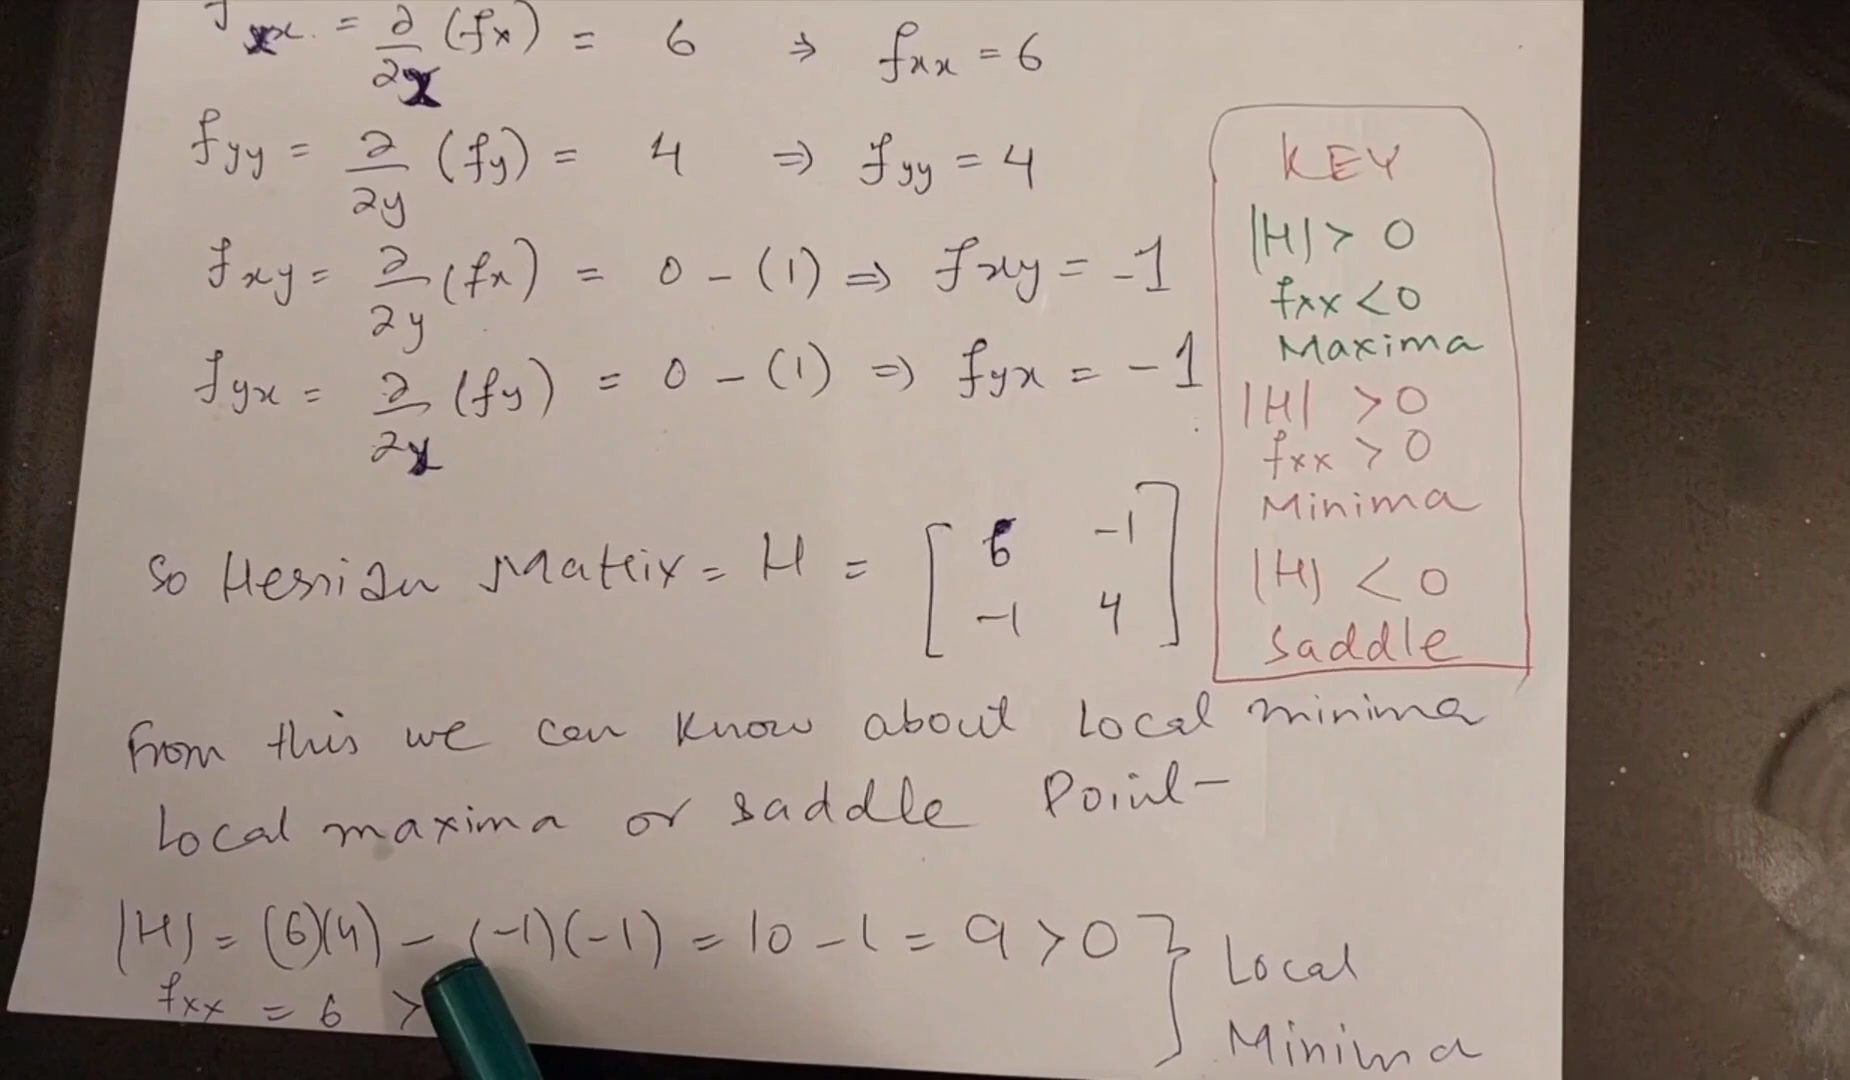 fxx = ∂/∂x (fx) = 6 ⇒ fxx = 6
fyy = ∂/∂y (fy) = 4 ⇒ fyy = 4
fxy = ∂/∂y (fx) = 0 - (1) ⇒ fxy = -1
fyx = ∂/∂x (fy) = 0 - (1) ⇒ fyx = -1
KEY
|H| > 0
fxx < 0
Maxima
|H| > 0
fxx > 0
Minima
|H| < 0
Saddle
So Hessian Matrix = H = [6 -1
-1 4]
From this we can know about local minima
local maxima or saddle Point
|H| = (6)(4) - (-1)(-1) = 10 - 1 = 9 > 0 } Local
fxx = 6 >
Minima